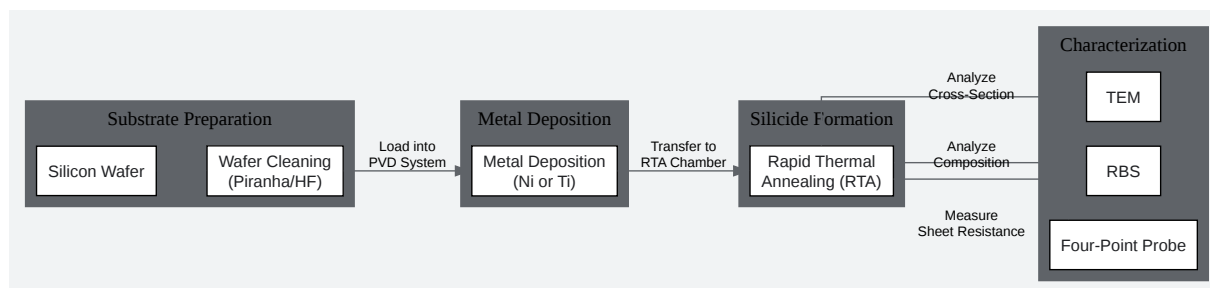 Substrate Preparation
Silicon Wafer
Wafer Cleaning
(Piranha/HF)
Load into
PVD System
Metal Deposition
Metal Deposition
(Ni or Ti)
Transfer to
RTA Chamber
Silicide Formation
Rapid Thermal
Annealing (RTA)
Analyze
Cross-Section
Analyze
Composition
Measure
Sheet Resistance
Characterization
TEM
RBS
Four-Point Probe